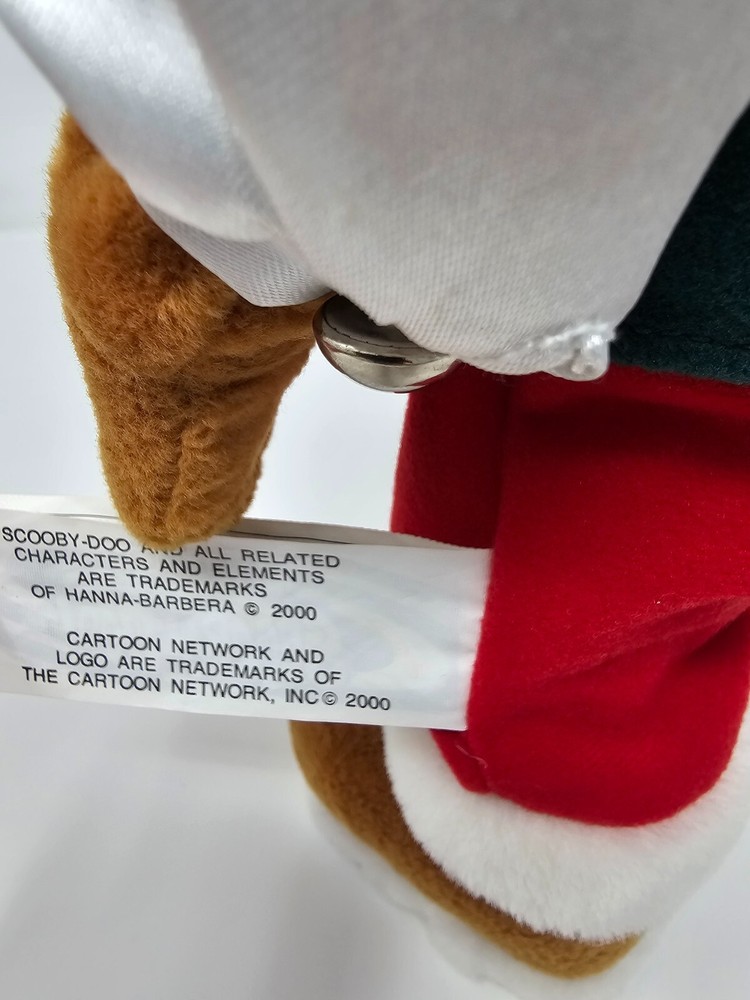 SCOOBY-DOO AND ALL RELATED
CHARACTERS AND ELEMENTS
ARE TRADEMARKS
OF HANNA-BARBERA © 2000
CARTOON NETWORK AND
LOGO ARE TRADEMARKS OF
THE CARTOON NETWORK, INC© 2000